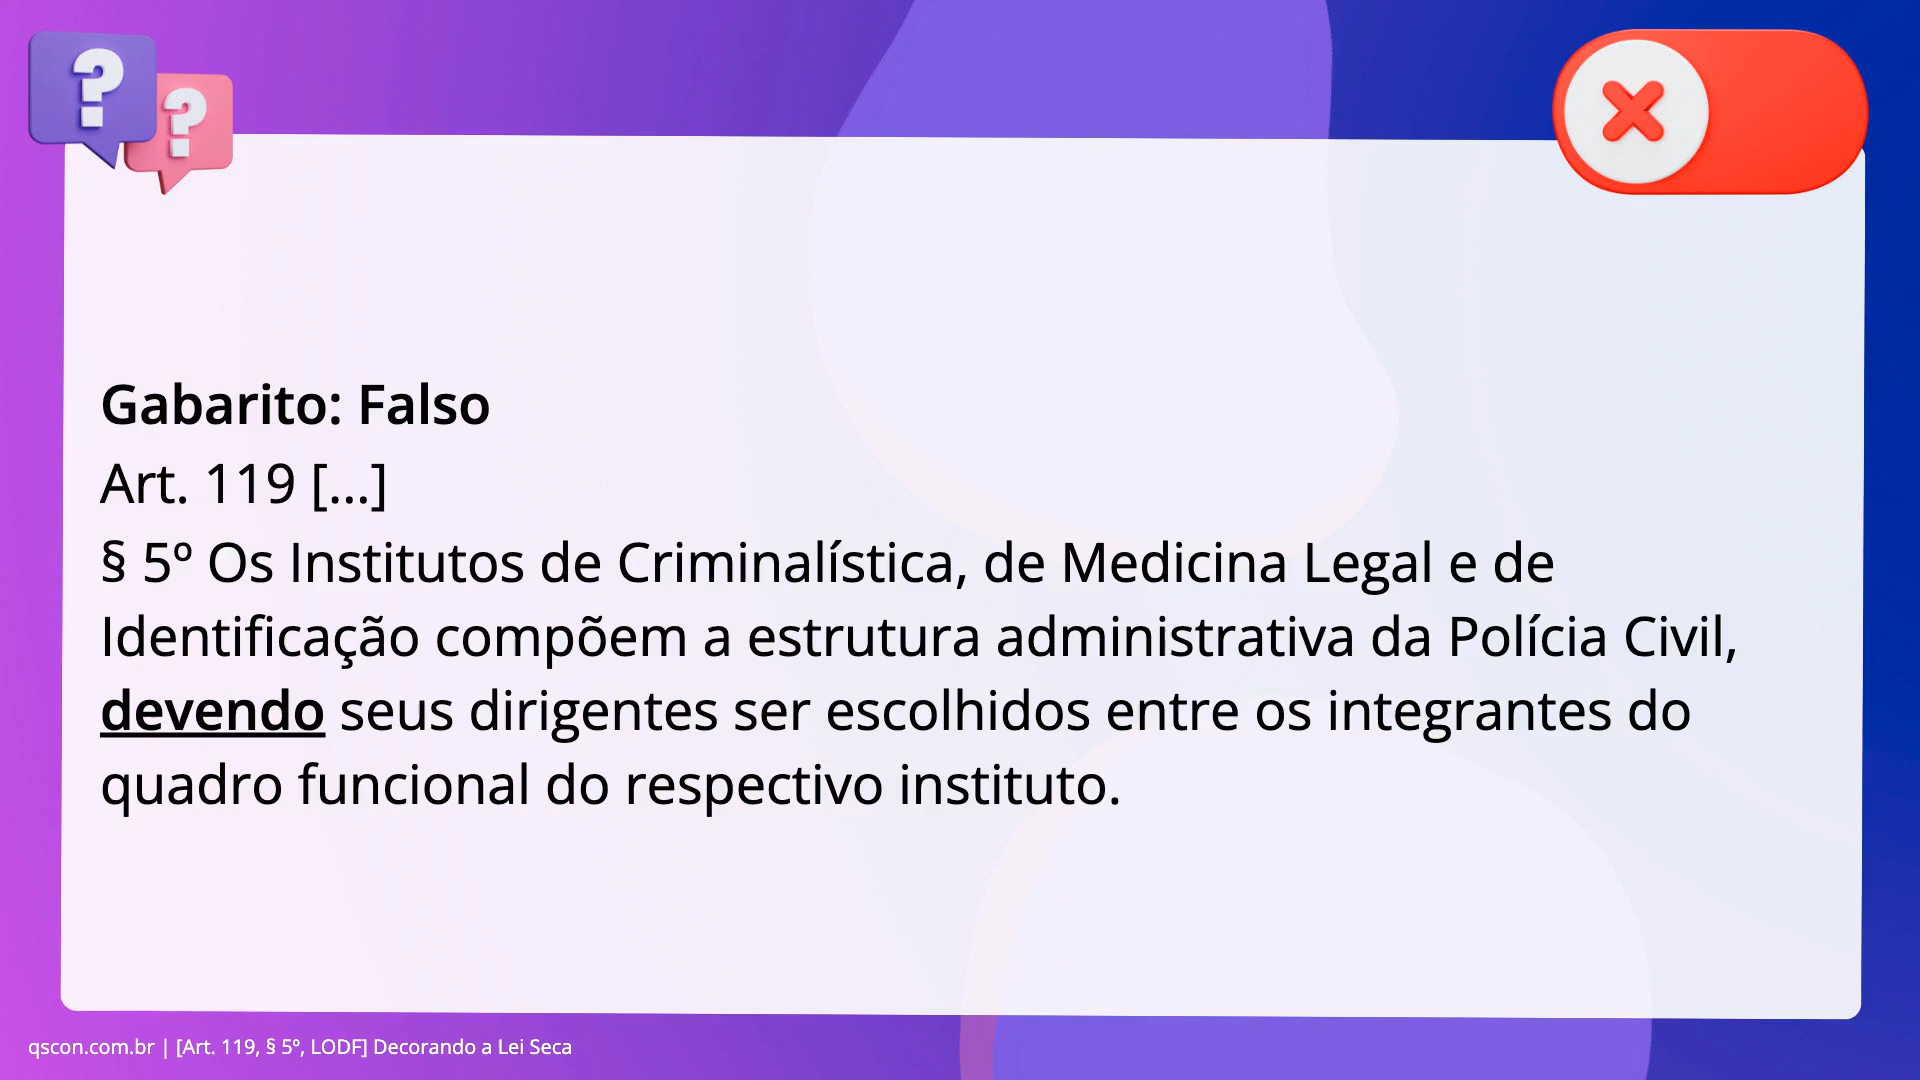 ?
?
Gabarito: Falso
Art. 119 [...]
§ 5º Os Institutos de Criminalística, de Medicina Legal e de
Identificação compõem a estrutura administrativa da Polícia Civil,
devendo seus dirigentes ser escolhidos entre os integrantes do
quadro funcional do respectivo instituto.
qscon.com.br | [Art. 119, § 5º, LODF] Decorando a Lei Seca